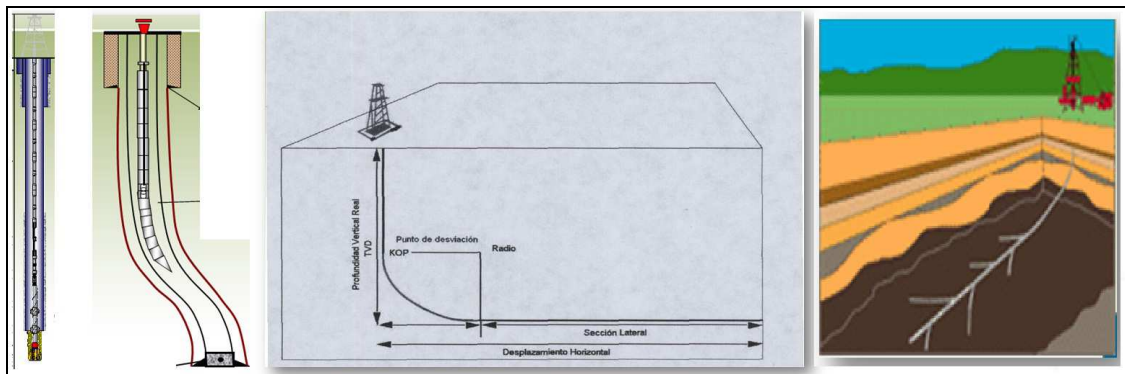 Profundidad Vertical Real
TVD
Punto de desviación
KOP
Radio
Sección Lateral
Desplazamiento Horizontal